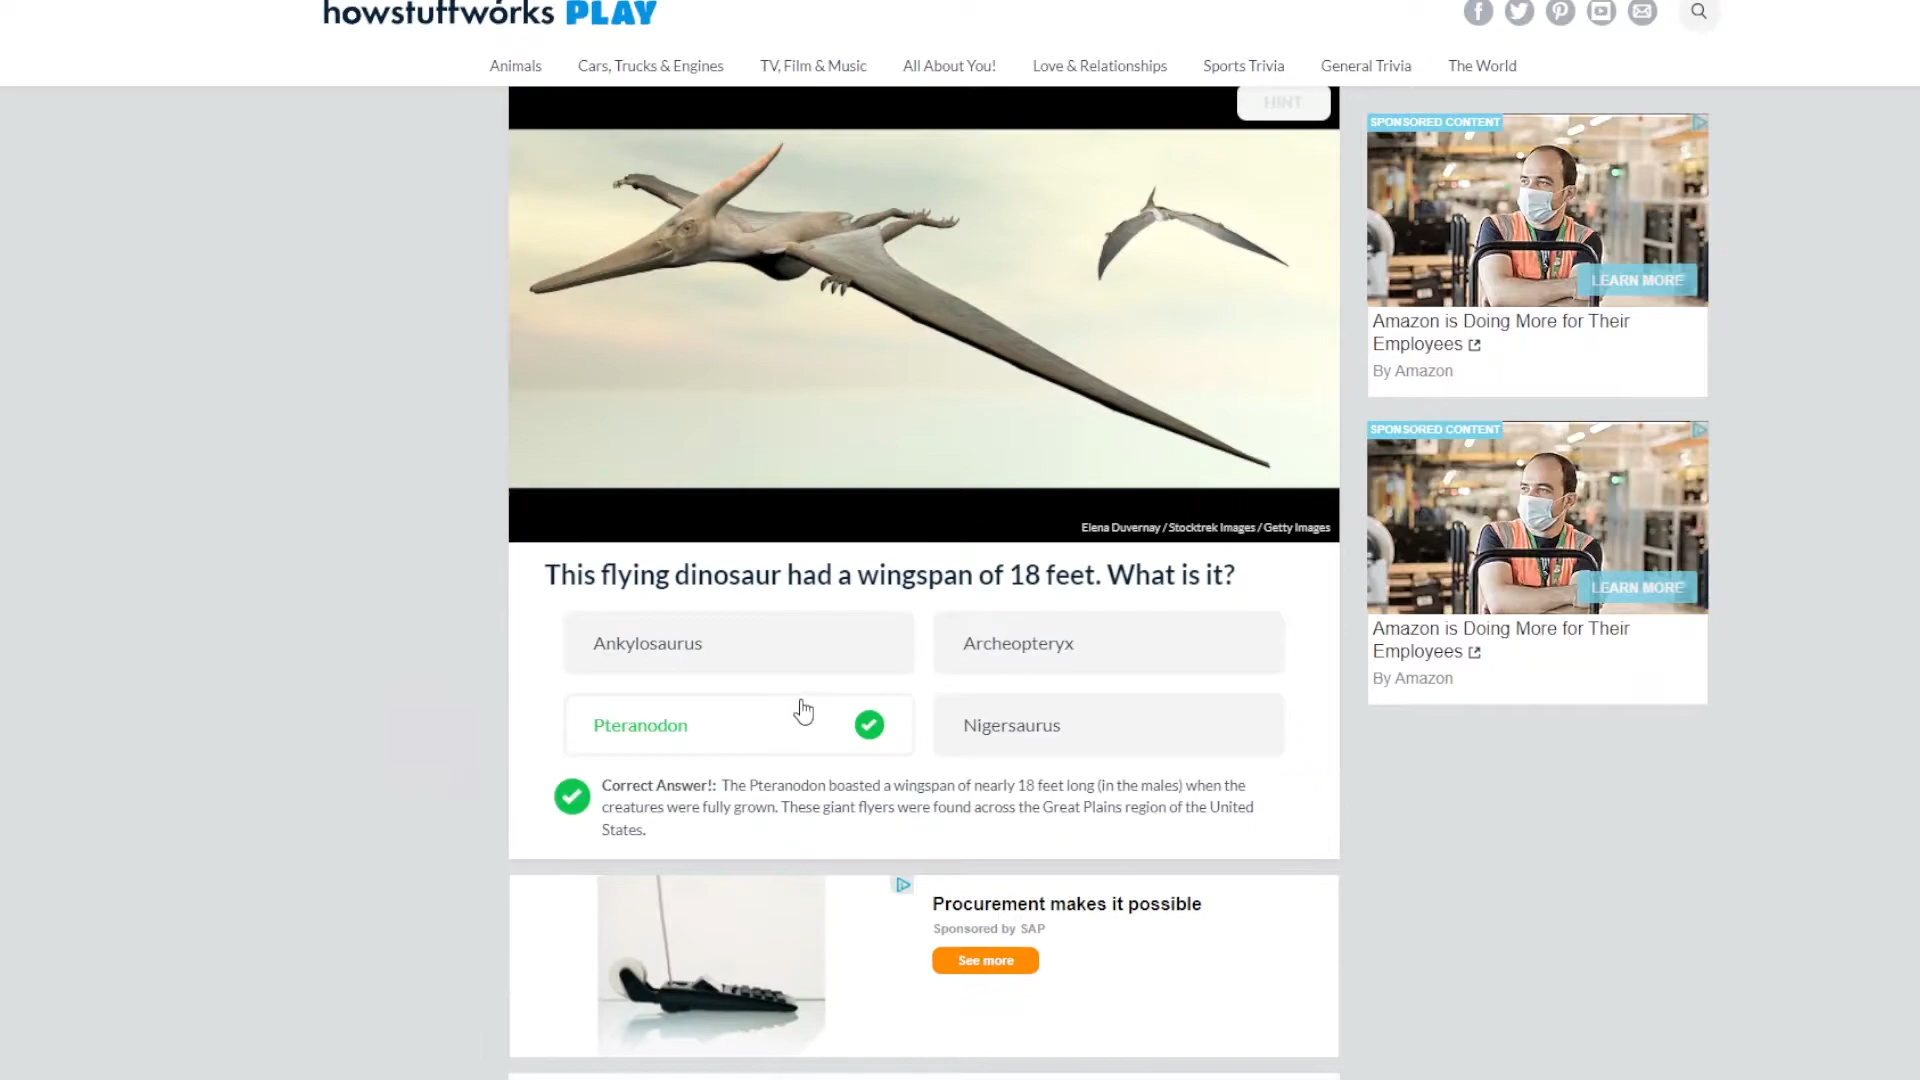 howstuffworks PLAY
Animals Cars, Trucks & Engines TV, Film & Music All About You! Love & Relationships Sports Trivia General Trivia The World
HINT
Elena Duvernay / Stocktrek Images / Getty Images
This flying dinosaur had a wingspan of 18 feet. What is it?
Ankylosaurus
Archeopteryx
Pteranodon
Nigersaurus
Correct Answer!: The Pteranodon boasted a wingspan of nearly 18 feet long (in the males) when the
creatures were fully grown. These giant flyers were found across the Great Plains region of the United
States.
Procurement makes it possible
Sponsored by SAP
See more
SPONSORED CONTENT
LEARN MORE
Amazon is Doing More for Their
Employees
By Amazon
SPONSORED CONTENT
LEARN MORE
Amazon is Doing More for Their
Employees
By Amazon